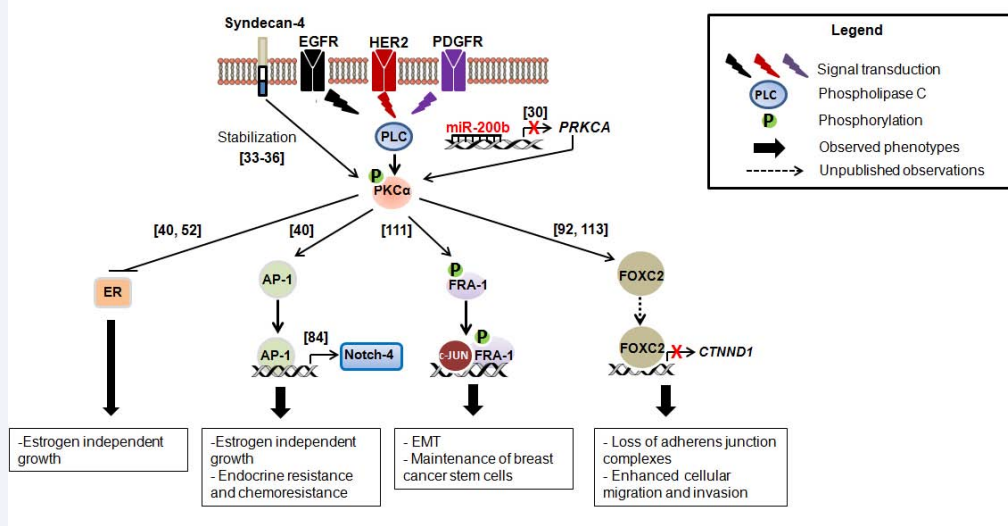 Syndecan-4
EGFR
HER2
PDGFR
Legend
Signal transduction
PLC
Phospholipase C
P
Phosphorylation
Observed phenotypes
Unpublished observations
Stabilization
[33-36]
PLC
miR-200b
[30]
PRKCA
P
PKCα
[40, 52]
[40]
[111]
[92, 113]
ER
AP-1
P
FRA-1
FOXC2
AP-1
[84]
Notch-4
c-JUN
P
FRA-1
FOXC2
CTNND1
-Estrogen independent
growth
-Estrogen independent
growth
- Endocrine resistance
and chemoresistance
- EMT
- Maintenance of breast
cancer stem cells
- Loss of adherens junction
complexes
- Enhanced cellular
migration and invasion